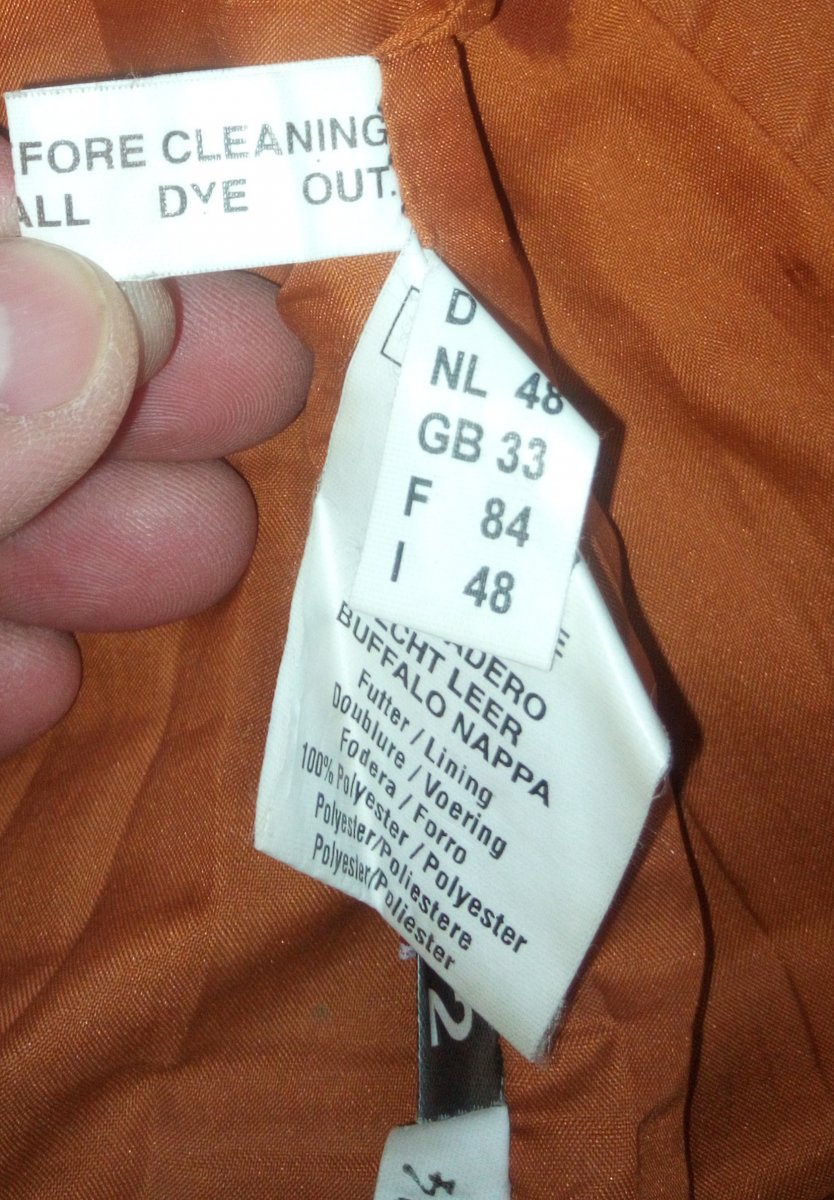 FORE CLEANING
ALL DYE OUT.
D
NL 48
GB 33
F 84
I 48
ECHT LEER
BUFFALO NAPPA
Futter / Lining
Doublure / Voering
Fodera / Forro
100% Polyester / Polyester
Polyester/Poliestere
Polyester/Poliester
2